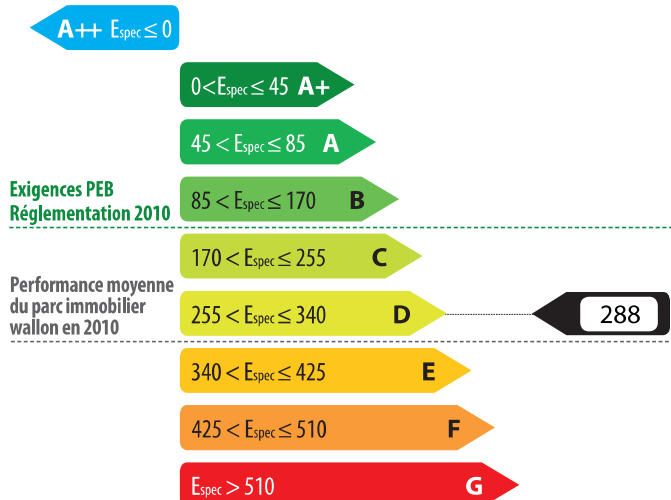 A++ Espec ≤ 0
0 < Espec ≤ 45 A+
45 < Espec ≤ 85 A
Exigences PEB
Réglementation 2010
85 < Espec ≤ 170 B
170 < Espec ≤ 255 C
Performance moyenne
du parc immobilier
wallon en 2010
255 < Espec ≤ 340 D
288
340 < Espec ≤ 425 E
425 < Espec ≤ 510 F
Espec > 510 G